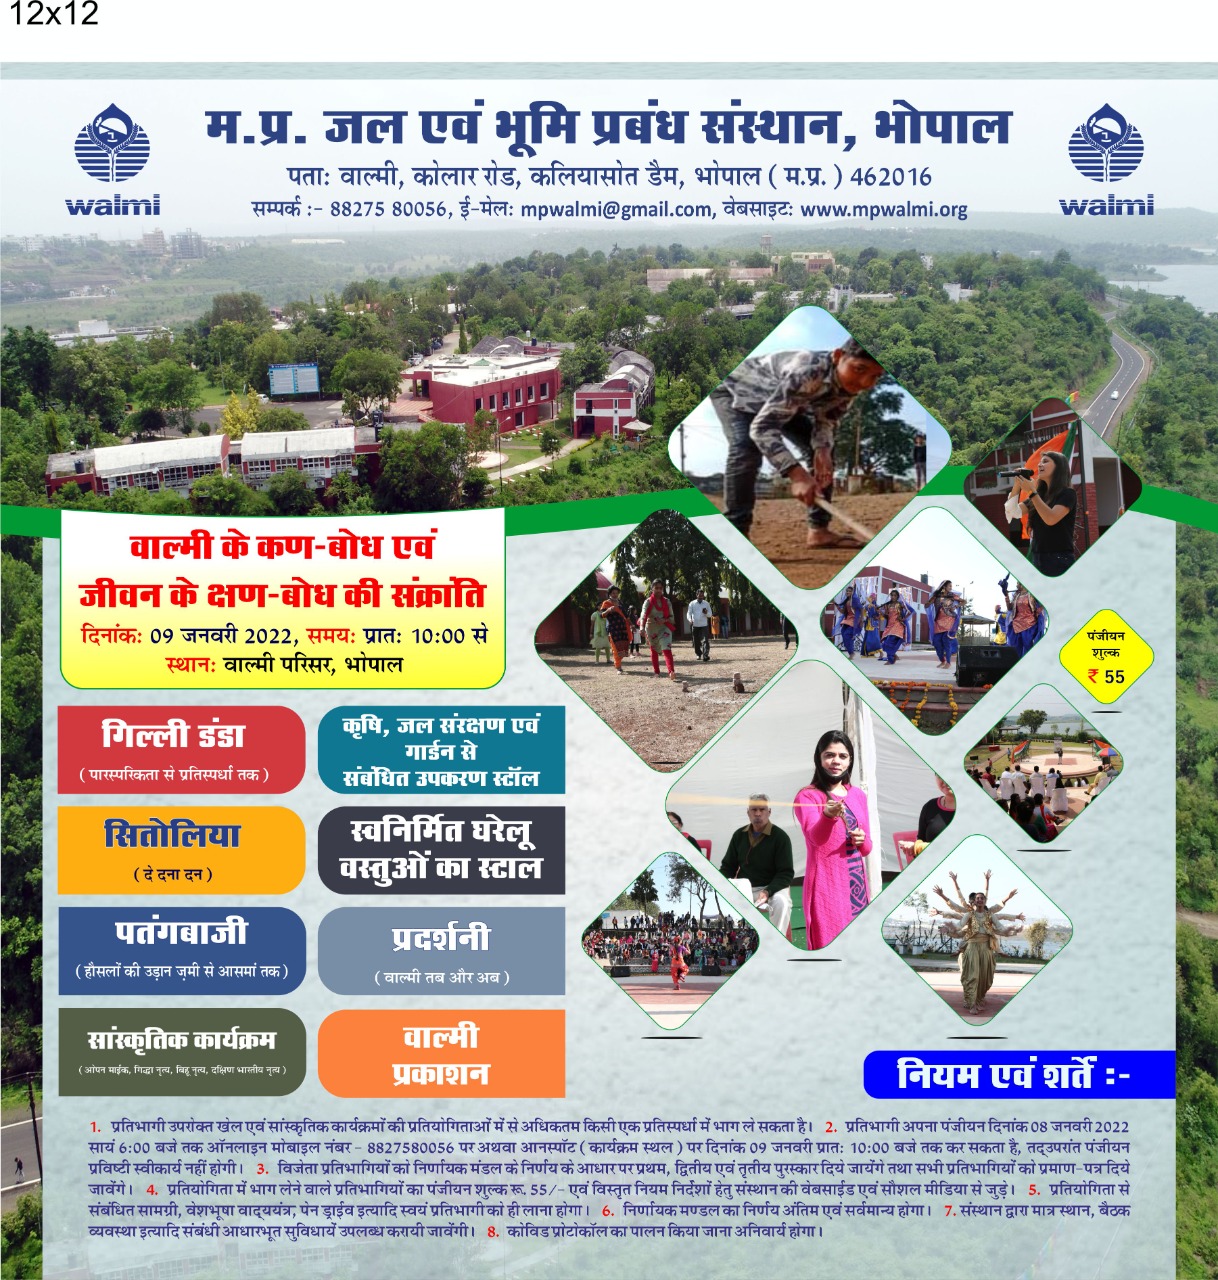 12x12
म.प्र. जल एवं भूमि प्रबंध संस्थान, भोपाल
पताः वाल्मी, कोलार रोड, कलियासोत डैम, भोपाल ( म.प्र. ) 462016
सम्पर्क :- 88275 80056, ई-मेलः mpwalmi@gmail.com, वेबसाइटः www.mpwalmi.org
walmi
walmi
वाल्मी के कण-बोध एवं
जीवन के क्षण-बोध की संक्रांति
दिनांकः 09 जनवरी 2022, समयः प्रातः 10:00 से
स्थानः वाल्मी परिसर, भोपाल
पंजीयन
शुल्क
₹ 55
गिल्ली डंडा
( पारस्परिकता से प्रतिस्पर्धा तक )
कृषि, जल संरक्षण एवं
गार्डन से
संबंधित उपकरण स्टॉल
सितोलिया
( दे दना दन )
स्वनिर्मित घरेलू
वस्तुओं का स्टाल
पतंगबाजी
( हौसलों की उड़ान ज़मी से आसमां तक )
प्रदर्शनी
( वाल्मी तब और अब )
सांस्कृतिक कार्यक्रम
( ओपन माईक, गिद्धा नृत्य, बिहू नृत्य, दक्षिण भारतीय नृत्य )
वाल्मी
प्रकाशन
नियम एवं शर्ते :-
1. प्रतिभागी उपरोक्त खेल एवं सांस्कृतिक कार्यक्रमों की प्रतियोगिताओं में से अधिकतम किसी एक प्रतिस्पर्धा में भाग ले सकता है। 2. प्रतिभागी अपना पंजीयन दिनांक 08 जनवरी 2022
सायं 6:00 बजे तक ऑनलाइन मोबाइल नंबर - 8827580056 पर अथवा आनस्पॉट ( कार्यक्रम स्थल ) पर दिनांक 09 जनवरी प्रातः 10:00 बजे तक कर सकता है, तद्उपरांत पंजीयन
प्रविष्टी स्वीकार्य नहीं होगी। 3. विजेता प्रतिभागियों को निर्णायक मंडल के निर्णय के आधार पर प्रथम, द्वितीय एवं तृतीय पुरस्कार दिये जायेंगे तथा सभी प्रतिभागियों को प्रमाण-पत्र दिये
जावेंगे। 4. प्रतियोगिता में भाग लेने वाले प्रतिभागियों का पंजीयन शुल्क रू. 55/- एवं विस्तृत नियम निर्देशों हेतु संस्थान की वेबसाईड एवं सौशल मीडिया से जुड़े। 5. प्रतियोगिता से
संबंधित सामग्री, वेशभूषा वाद्ययंत्र, पेन ड्राईव इत्यादि स्वयं प्रतिभागी को ही लाना होगा। 6. निर्णायक मण्डल का निर्णय अंतिम एवं सर्वमान्य होगा। 7. संस्थान द्वारा मात्र स्थान, बैठक
व्यवस्था इत्यादि संबंधी आधारभूत सुविधायें उपलब्ध करायी जावेंगी। 8. कोविड प्रोटोकॉल का पालन किया जाना अनिवार्य होगा।